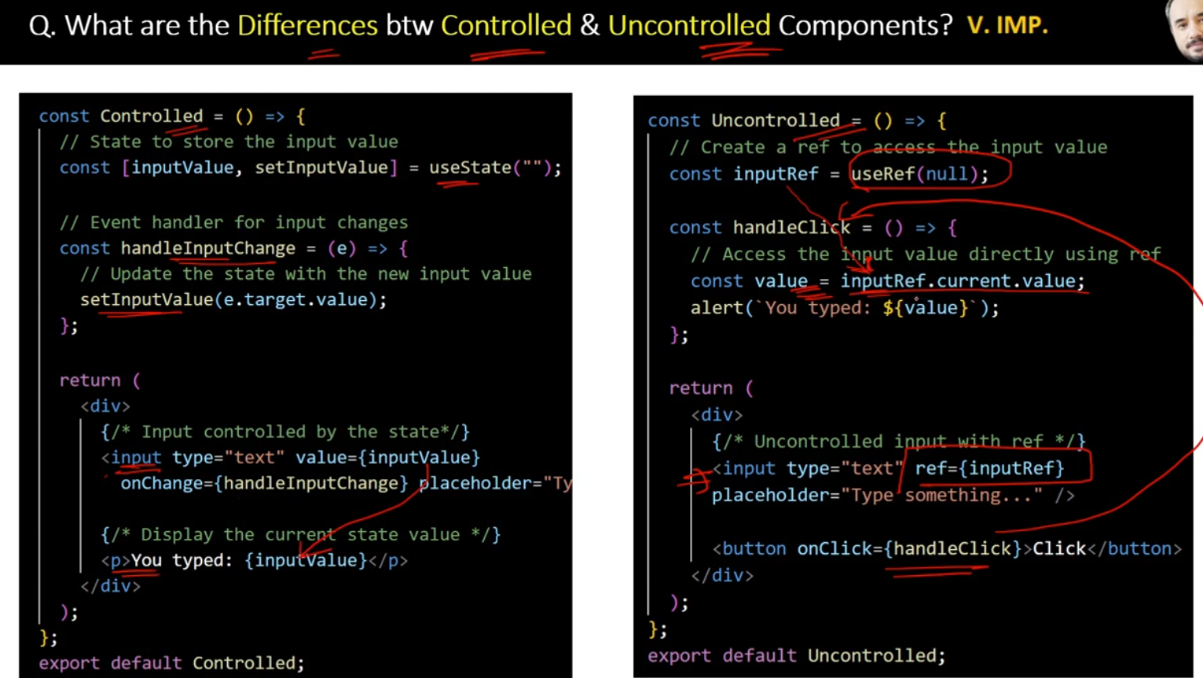 Q. What are the Differences btw Controlled & Uncontrolled Components? V. IMP.
const Controlled = () => {
// State to store the input value
const [inputValue, setInputValue] = useState("");
// Event handler for input changes
const handleInputChange = (e) => {
// Update the state with the new input value
setInputValue(e.target.value);
};
return (
<div>
{/* Input controlled by the state*/}
<input type="text" value={inputValue}
onChange={handleInputChange} placeholder="Ty
{/* Display the current state value */}
<p>You typed: {inputValue}</p>
</div>
);
};
export default Controlled;
const Uncontrolled = () => {
// Create a ref to access the input value
const inputRef = useRef(null);
const handleClick = () => {
// Access the input value directly using ref
const value = inputRef.current.value;
alert(`You typed: ${value}`);
};
return (
<div>
{/* Uncontrolled input with ref */}
<input type="text" ref={inputRef}
placeholder="Type something..." />
<button onClick={handleClick}>Click</button>
</div>
);
};
export default Uncontrolled;